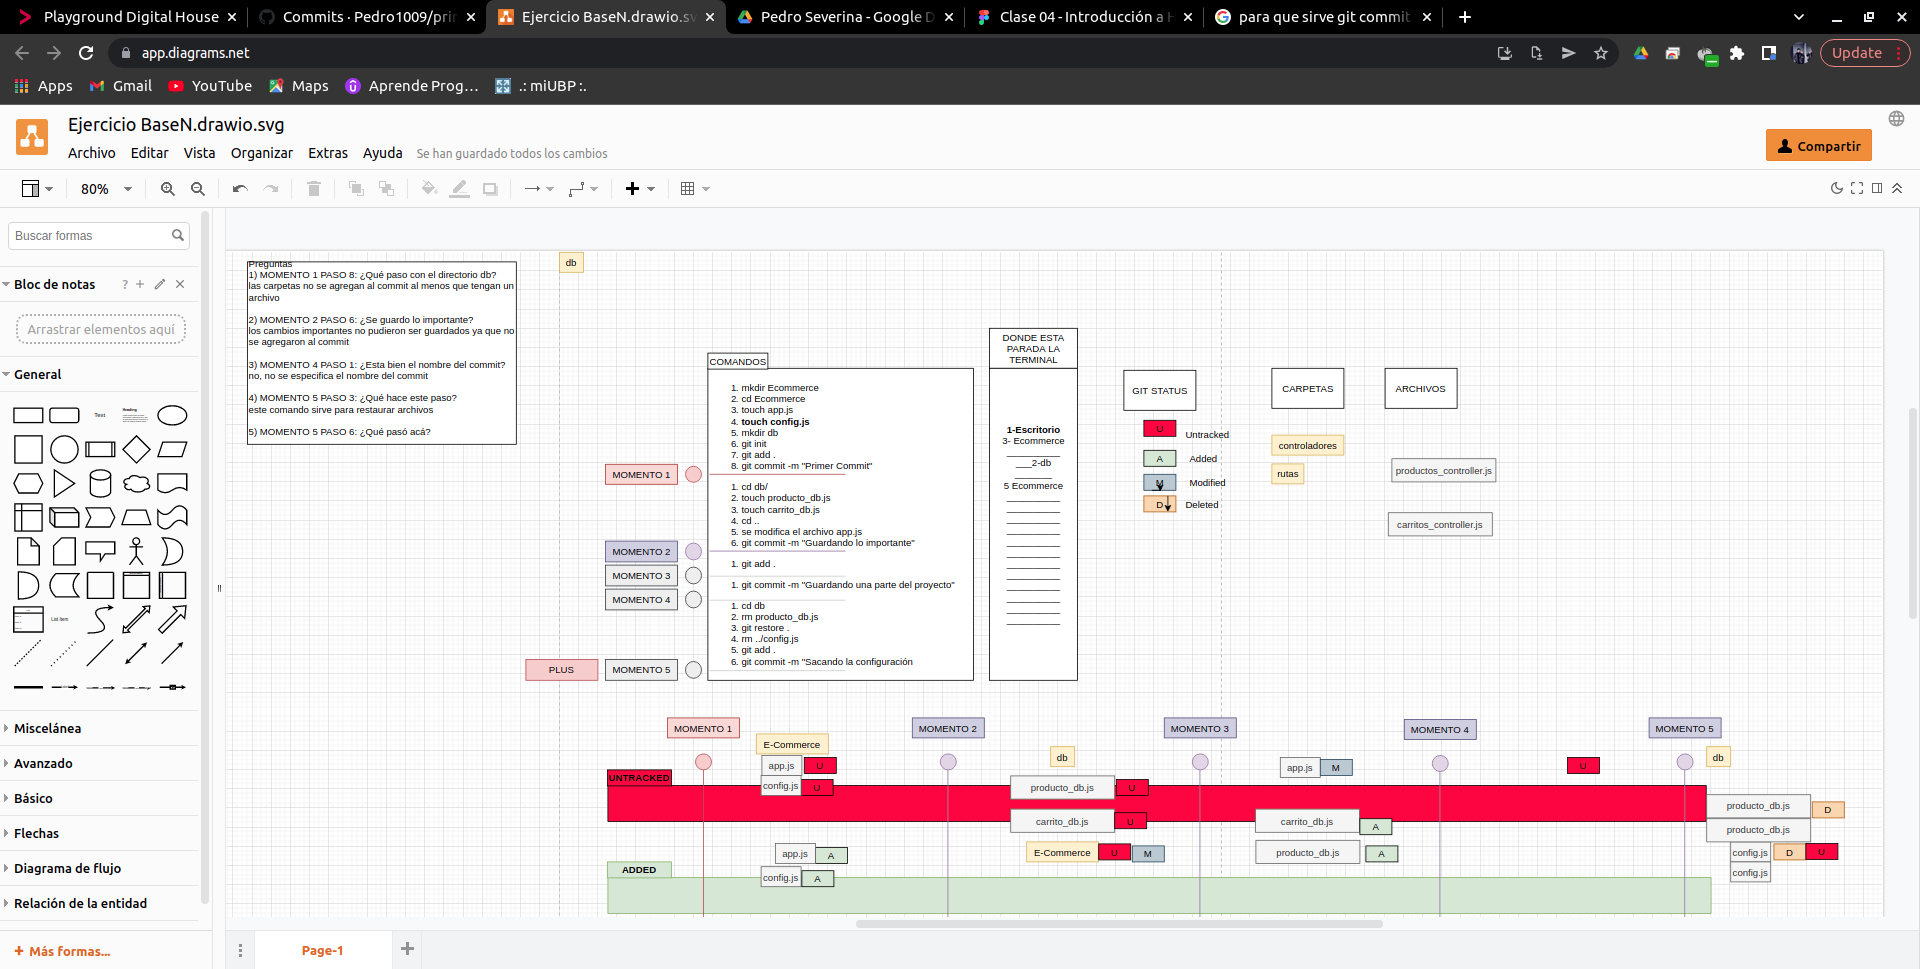 Playground Digital House
Commits · Pedro1009/prin
Ejercicio BaseN.drawio.sv
Pedro Severina - Google D
Clase 04 - Introducción a H
para que sirve git commit
app.diagrams.net
Update
Apps
Gmail
YouTube
Maps
Aprende Prog...
.: miUBP :.
Ejercicio BaseN.drawio.svg
Archivo
Editar
Vista
Organizar
Extras
Ayuda
Se han guardado todos los cambios
Compartir
80%
Buscar formas
Bloc de notas
?
Arrastrar elementos aquí
General
Text
Heading
List Item
Miscelánea
Avanzado
Básico
Flechas
Diagrama de flujo
Relación de la entidad
+ Más formas...
Page-1
Preguntas
1) MOMENTO 1 PASO 8: ¿Qué paso con el directorio db?
las carpetas no se agregan al commit al menos que tengan un
archivo
2) MOMENTO 2 PASO 6: ¿Se guardo lo importante?
los cambios importantes no pudieron ser guardados ya que no
se agregaron al commit
3) MOMENTO 4 PASO 1: ¿Esta bien el nombre del commit?
no, no se especifica el nombre del commit
4) MOMENTO 5 PASO 3: ¿Qué hace este paso?
este comando sirve para restaurar archivos
5) MOMENTO 5 PASO 6: ¿Qué pasó acá?
db
COMANDOS
1. mkdir Ecommerce
2. cd Ecommerce
3. touch app.js
4. touch config.js
5. mkdir db
6. git init
7. git add .
8. git commit -m "Primer Commit"
1. cd db/
2. touch producto_db.js
3. touch carrito_db.js
4. cd ..
5. se modifica el archivo app.js
6. git commit -m "Guardando lo importante"
1. git add .
1. git commit -m "Guardando una parte del proyecto"
1. cd db
2. rm producto_db.js
3. git restore .
4. rm ../config.js
5. git add .
6. git commit -m "Sacando la configuración
MOMENTO 1
MOMENTO 2
MOMENTO 3
MOMENTO 4
PLUS
MOMENTO 5
DONDE ESTA
PARADA LA
TERMINAL
1-Escritorio
3- Ecommerce
___2-db
5 Ecommerce
GIT STATUS
U
Untracked
A
Added
M
Modified
D
Deleted
CARPETAS
controladores
rutas
ARCHIVOS
productos_controller.js
carritos_controller.js
MOMENTO 1
MOMENTO 2
MOMENTO 3
MOMENTO 4
MOMENTO 5
E-Commerce
app.js
U
config.js
U
UNTRACKED
db
producto_db.js
U
carrito_db.js
U
E-Commerce
U
M
app.js
M
carrito_db.js
A
producto_db.js
A
U
db
producto_db.js
D
producto_db.js
config.js
D
U
config.js
app.js
A
config.js
A
ADDED